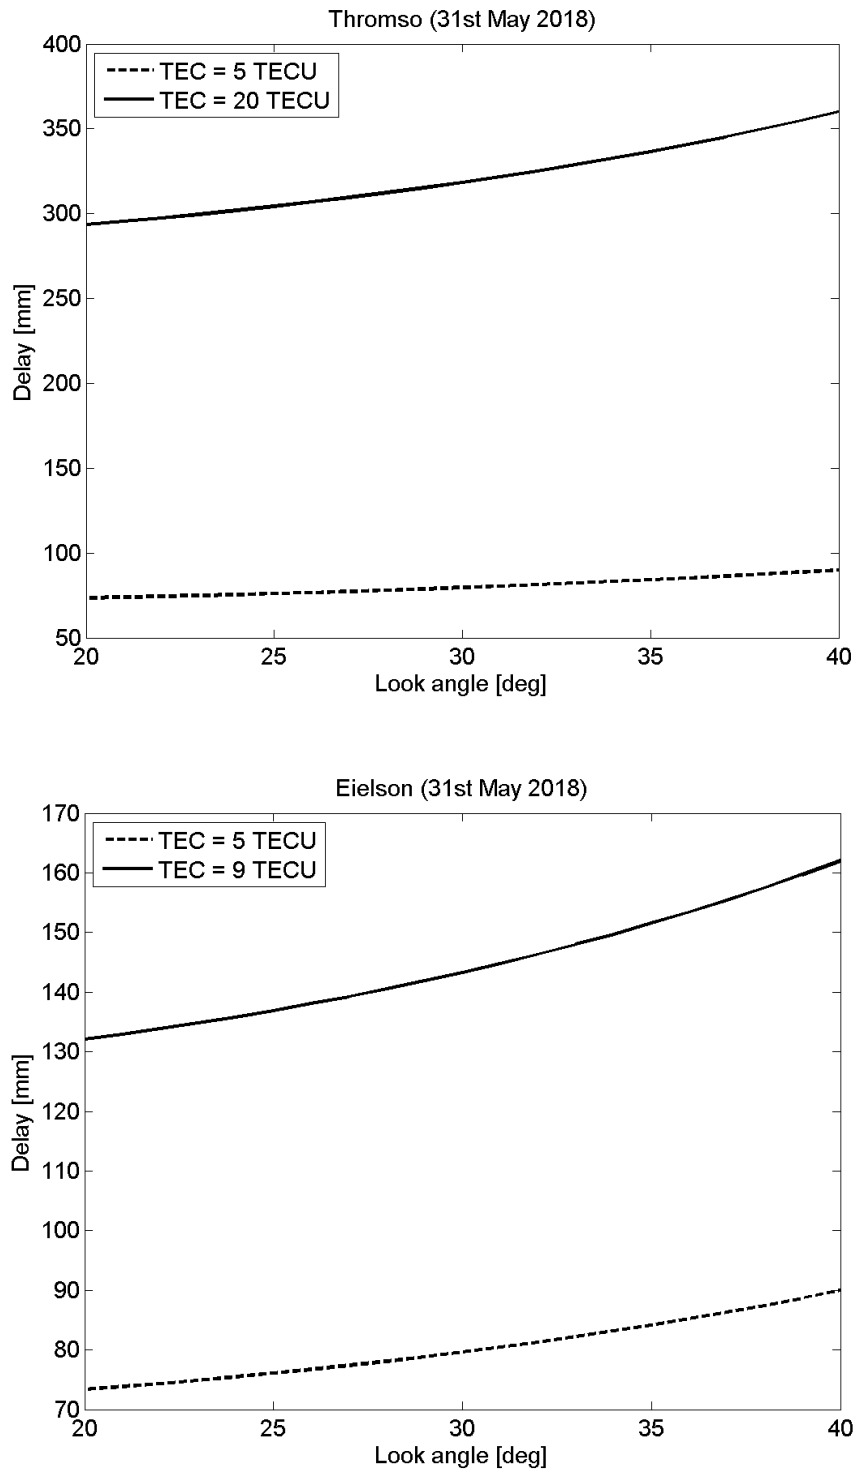 Thromso (31st May 2018)
400
350
300
250
200
150
100
50
TEC = 5 TECU
TEC = 20 TECU
Delay [mm]
20 25 30 35 40
Look angle [deg]
Eielson (31st May 2018)
170
160
150
140
130
120
110
100
90
80
70
TEC = 5 TECU
TEC = 9 TECU
Delay [mm]
20 25 30 35 40
Look angle [deg]